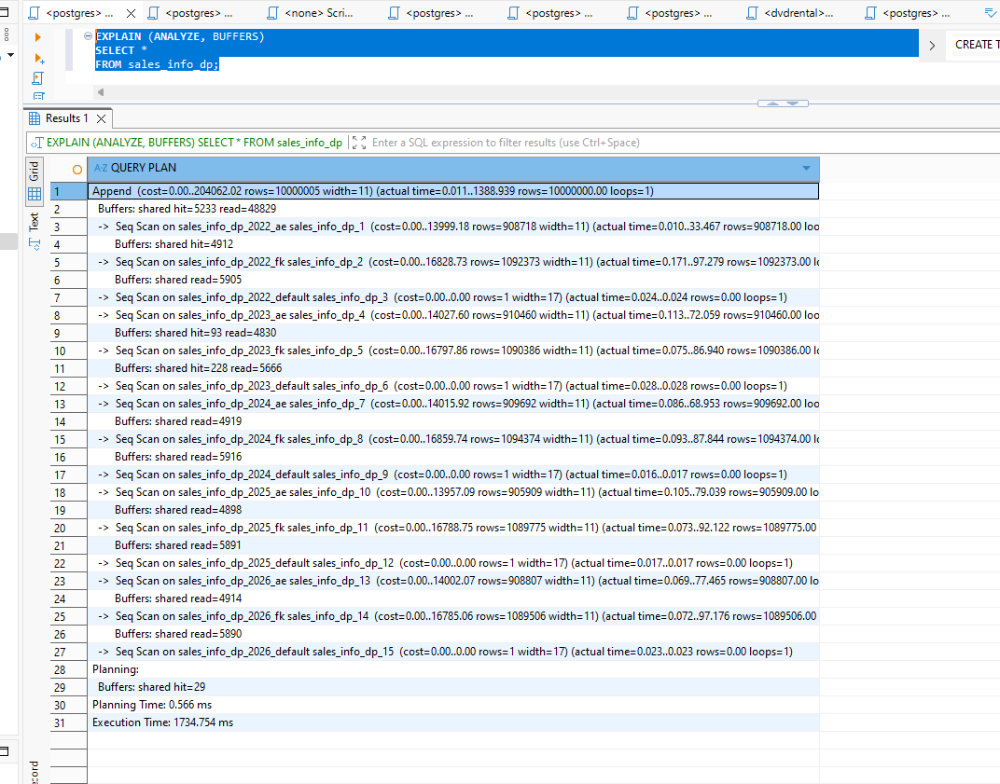 <postgres> ...
<postgres> ...
<none> Scri...
<postgres> ...
<postgres> ...
<postgres> ...
<dvdrental>...
<postgres> ...
EXPLAIN (ANALYZE, BUFFERS)
SELECT *
FROM sales_info_dp;
CREATE T
Results 1
EXPLAIN (ANALYZE, BUFFERS) SELECT * FROM sales_info_dp
Enter a SQL expression to filter results (use Ctrl+Space)
Grid
Text
A-Z QUERY PLAN
1 Append (cost=0.00..204062.02 rows=10000005 width=11) (actual time=0.011..1388.939 rows=10000000.00 loops=1)
2 Buffers: shared hit=5233 read=48829
3 -> Seq Scan on sales_info_dp_2022_ae sales_info_dp_1 (cost=0.00..13999.18 rows=908718 width=11) (actual time=0.010..33.467 rows=908718.00 loo
4 Buffers: shared hit=4912
5 -> Seq Scan on sales_info_dp_2022_fk sales_info_dp_2 (cost=0.00..16828.73 rows=1092373 width=11) (actual time=0.171..97.279 rows=1092373.00 l
6 Buffers: shared read=5905
7 -> Seq Scan on sales_info_dp_2022_default sales_info_dp_3 (cost=0.00..0.00 rows=1 width=17) (actual time=0.024..0.024 rows=0.00 loops=1)
8 -> Seq Scan on sales_info_dp_2023_ae sales_info_dp_4 (cost=0.00..14027.60 rows=910460 width=11) (actual time=0.113..72.059 rows=910460.00 loo
9 Buffers: shared hit=93 read=4830
10 -> Seq Scan on sales_info_dp_2023_fk sales_info_dp_5 (cost=0.00..16797.86 rows=1090386 width=11) (actual time=0.075..86.940 rows=1090386.00 l
11 Buffers: shared hit=228 read=5666
12 -> Seq Scan on sales_info_dp_2023_default sales_info_dp_6 (cost=0.00..0.00 rows=1 width=17) (actual time=0.028..0.028 rows=0.00 loops=1)
13 -> Seq Scan on sales_info_dp_2024_ae sales_info_dp_7 (cost=0.00..14015.92 rows=909692 width=11) (actual time=0.086..68.953 rows=909692.00 loo
14 Buffers: shared read=4919
15 -> Seq Scan on sales_info_dp_2024_fk sales_info_dp_8 (cost=0.00..16859.74 rows=1094374 width=11) (actual time=0.093..87.844 rows=1094374.00 l
16 Buffers: shared read=5916
17 -> Seq Scan on sales_info_dp_2024_default sales_info_dp_9 (cost=0.00..0.00 rows=1 width=17) (actual time=0.016..0.017 rows=0.00 loops=1)
18 -> Seq Scan on sales_info_dp_2025_ae sales_info_dp_10 (cost=0.00..13957.09 rows=905909 width=11) (actual time=0.105..79.039 rows=905909.00 lo
19 Buffers: shared read=4898
20 -> Seq Scan on sales_info_dp_2025_fk sales_info_dp_11 (cost=0.00..16788.75 rows=1089775 width=11) (actual time=0.073..92.122 rows=1089775.00
21 Buffers: shared read=5891
22 -> Seq Scan on sales_info_dp_2025_default sales_info_dp_12 (cost=0.00..0.00 rows=1 width=17) (actual time=0.017..0.017 rows=0.00 loops=1)
23 -> Seq Scan on sales_info_dp_2026_ae sales_info_dp_13 (cost=0.00..14002.07 rows=908807 width=11) (actual time=0.069..77.465 rows=908807.00 lo
24 Buffers: shared read=4914
25 -> Seq Scan on sales_info_dp_2026_fk sales_info_dp_14 (cost=0.00..16785.06 rows=1089506 width=11) (actual time=0.072..97.176 rows=1089506.00
26 Buffers: shared read=5890
27 -> Seq Scan on sales_info_dp_2026_default sales_info_dp_15 (cost=0.00..0.00 rows=1 width=17) (actual time=0.023..0.023 rows=0.00 loops=1)
28 Planning:
29 Buffers: shared hit=29
30 Planning Time: 0.566 ms
31 Execution Time: 1734.754 ms
cord